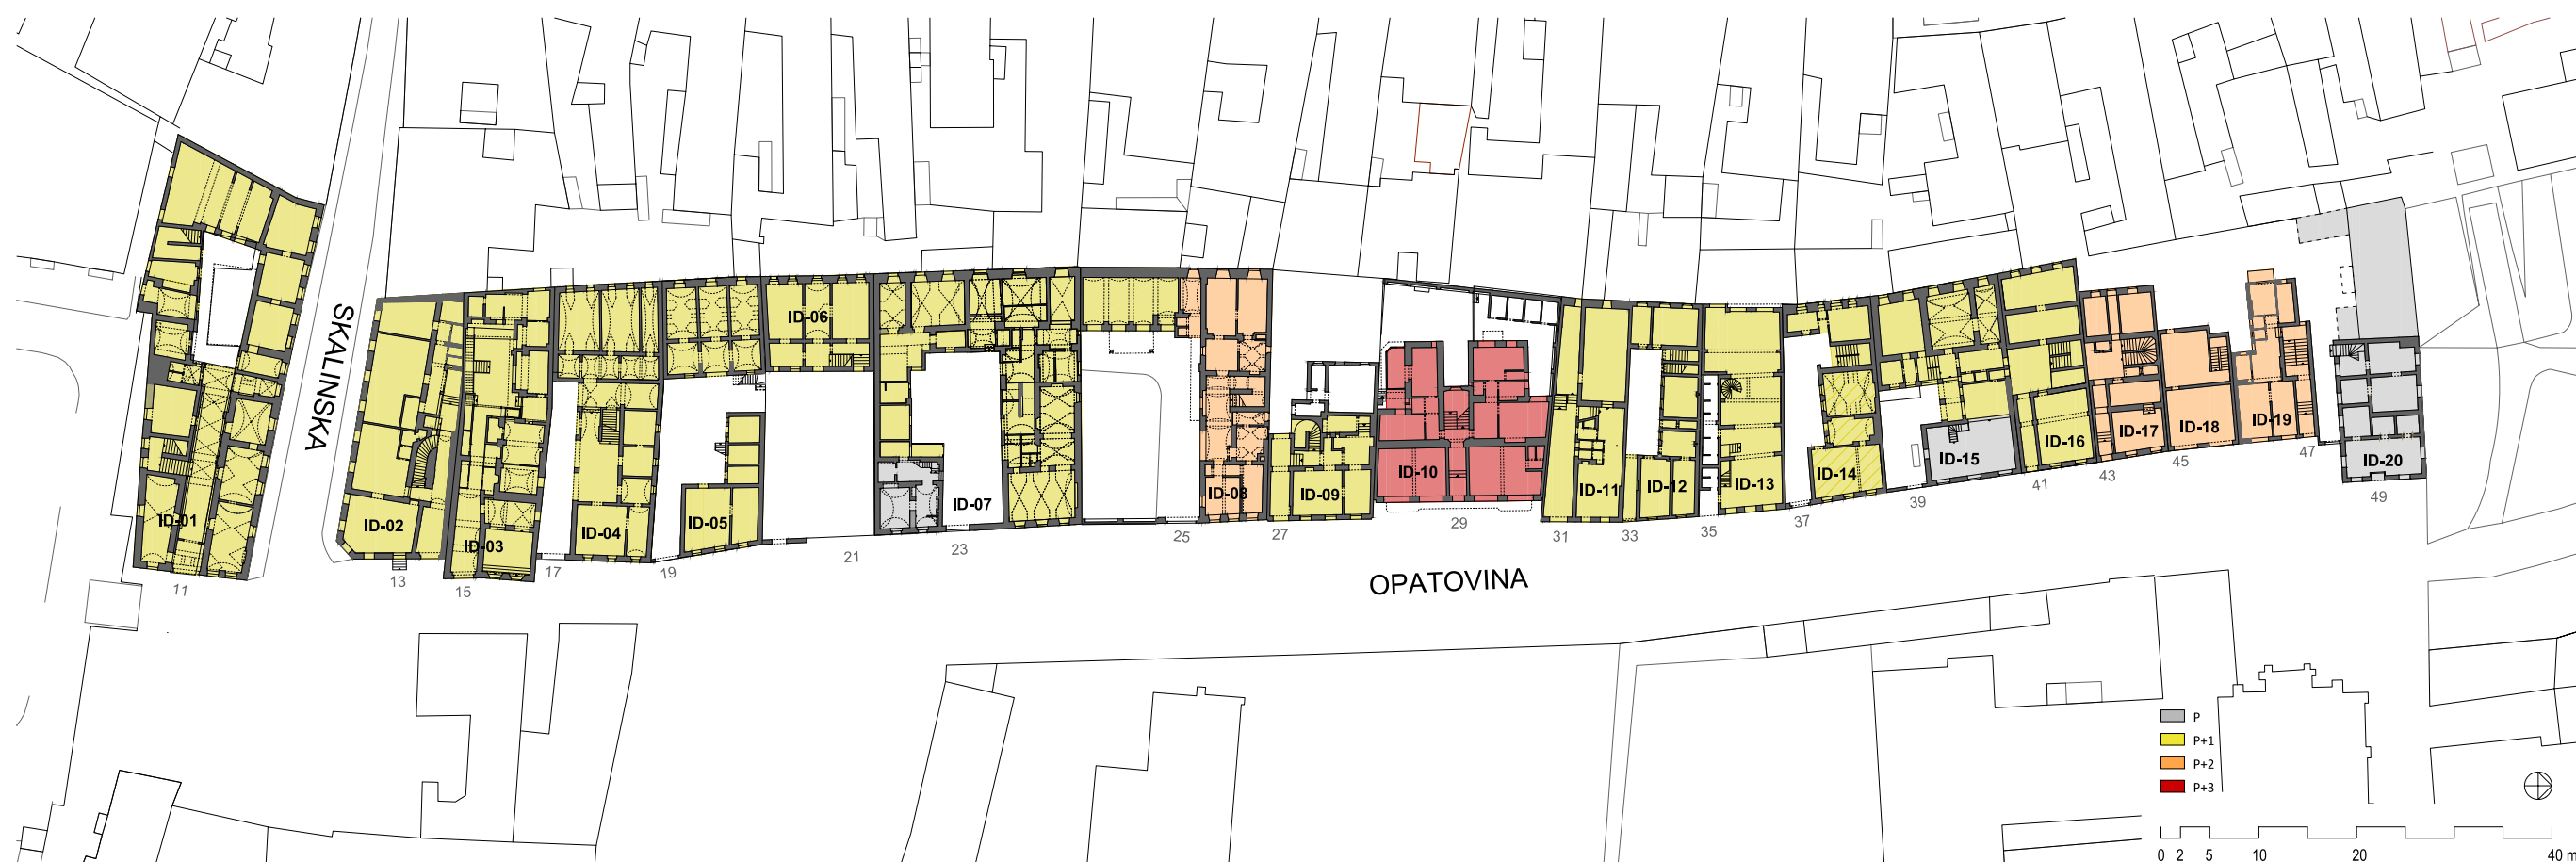 SKALINSKA
OPATOVINA
ID-01
ID-02
ID-03
ID-04
ID-05
ID-06
ID-07
ID-08
ID-09
ID-10
ID-11
ID-12
ID-13
ID-14
ID-15
ID-16
ID-17
ID-18
ID-19
ID-20
11
13
15
17
19
21
23
25
27
29
31
33
35
37
39
41
43
45
47
49
P
P+1
P+2
P+3
0 2 5 10 20 40 m